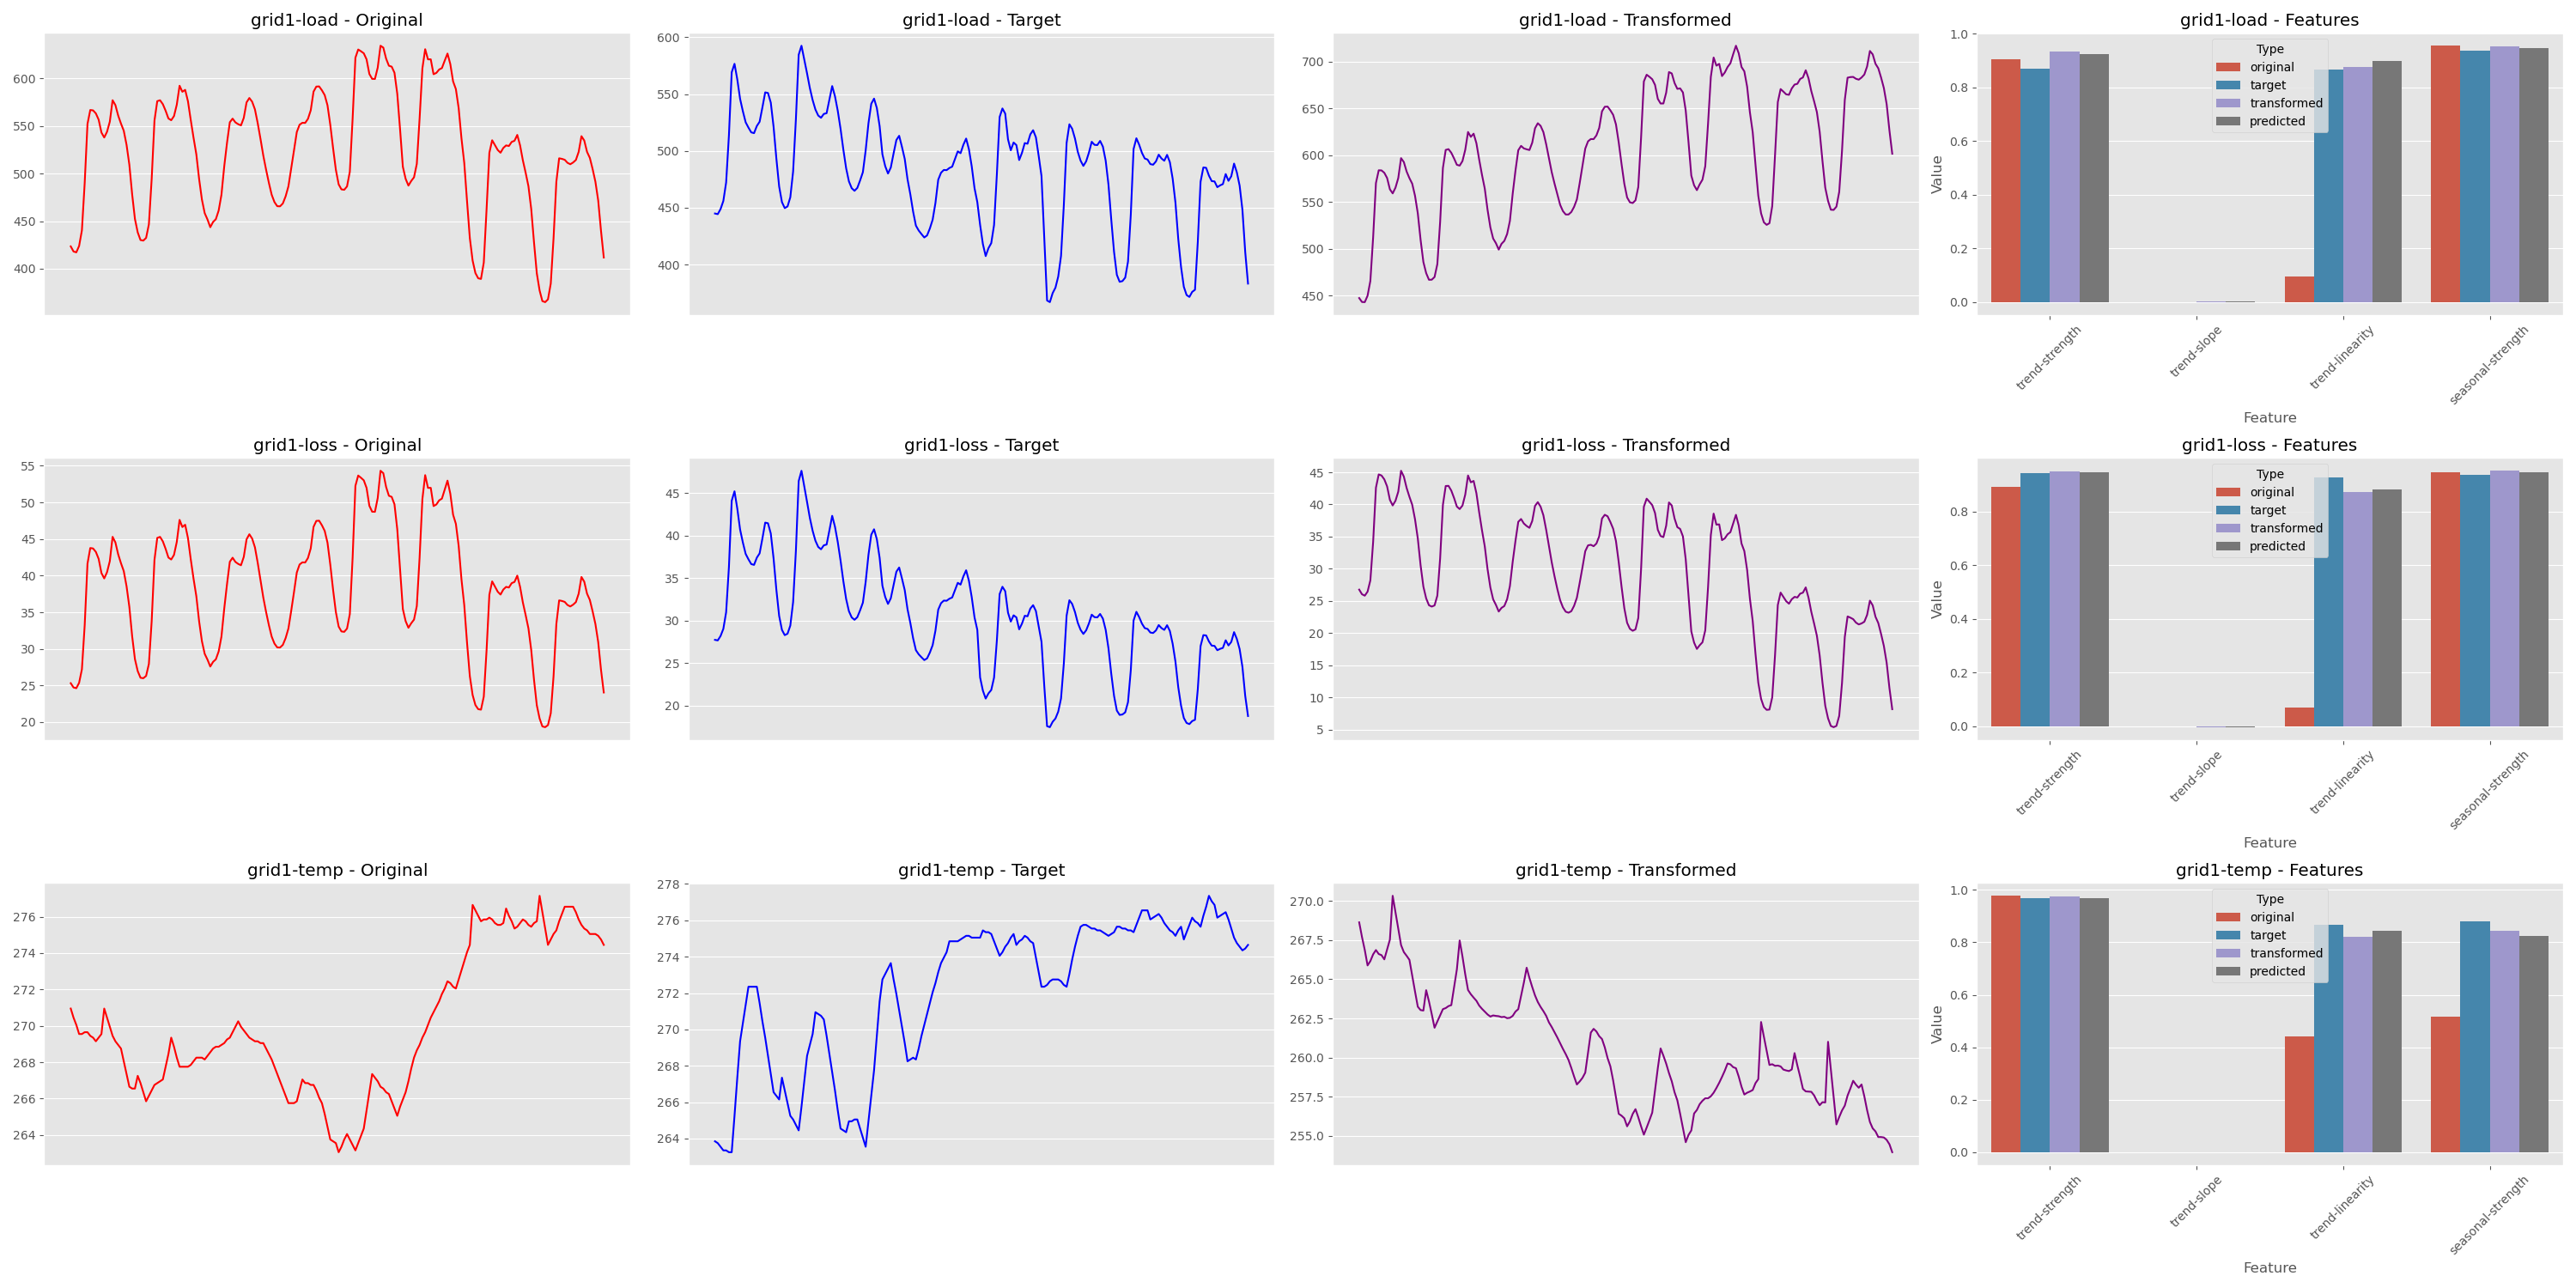 grid1-load - Original
600
550
500
450
400
grid1-load - Target
600
550
500
450
400
grid1-load - Transformed
700
650
600
550
500
450
grid1-load - Features
1.0
0.8
0.6
0.4
0.2
0.0
Value
Type
original
target
transformed
predicted
trend-strength
trend-slope
trend-linearity
seasonal-strength
Feature
grid1-loss - Original
55
50
45
40
35
30
25
20
grid1-loss - Target
45
40
35
30
25
20
grid1-loss - Transformed
45
40
35
30
25
20
15
10
5
grid1-loss - Features
0.8
0.6
0.4
0.2
0.0
Value
Type
original
target
transformed
predicted
trend-strength
trend-slope
trend-linearity
seasonal-strength
Feature
grid1-temp - Original
276
274
272
270
268
266
264
grid1-temp - Target
278
276
274
272
270
268
266
264
grid1-temp - Transformed
270.0
267.5
265.0
262.5
260.0
257.5
255.0
grid1-temp - Features
1.0
0.8
0.6
0.4
0.2
0.0
Value
Type
original
target
transformed
predicted
trend-strength
trend-slope
trend-linearity
seasonal-strength
Feature